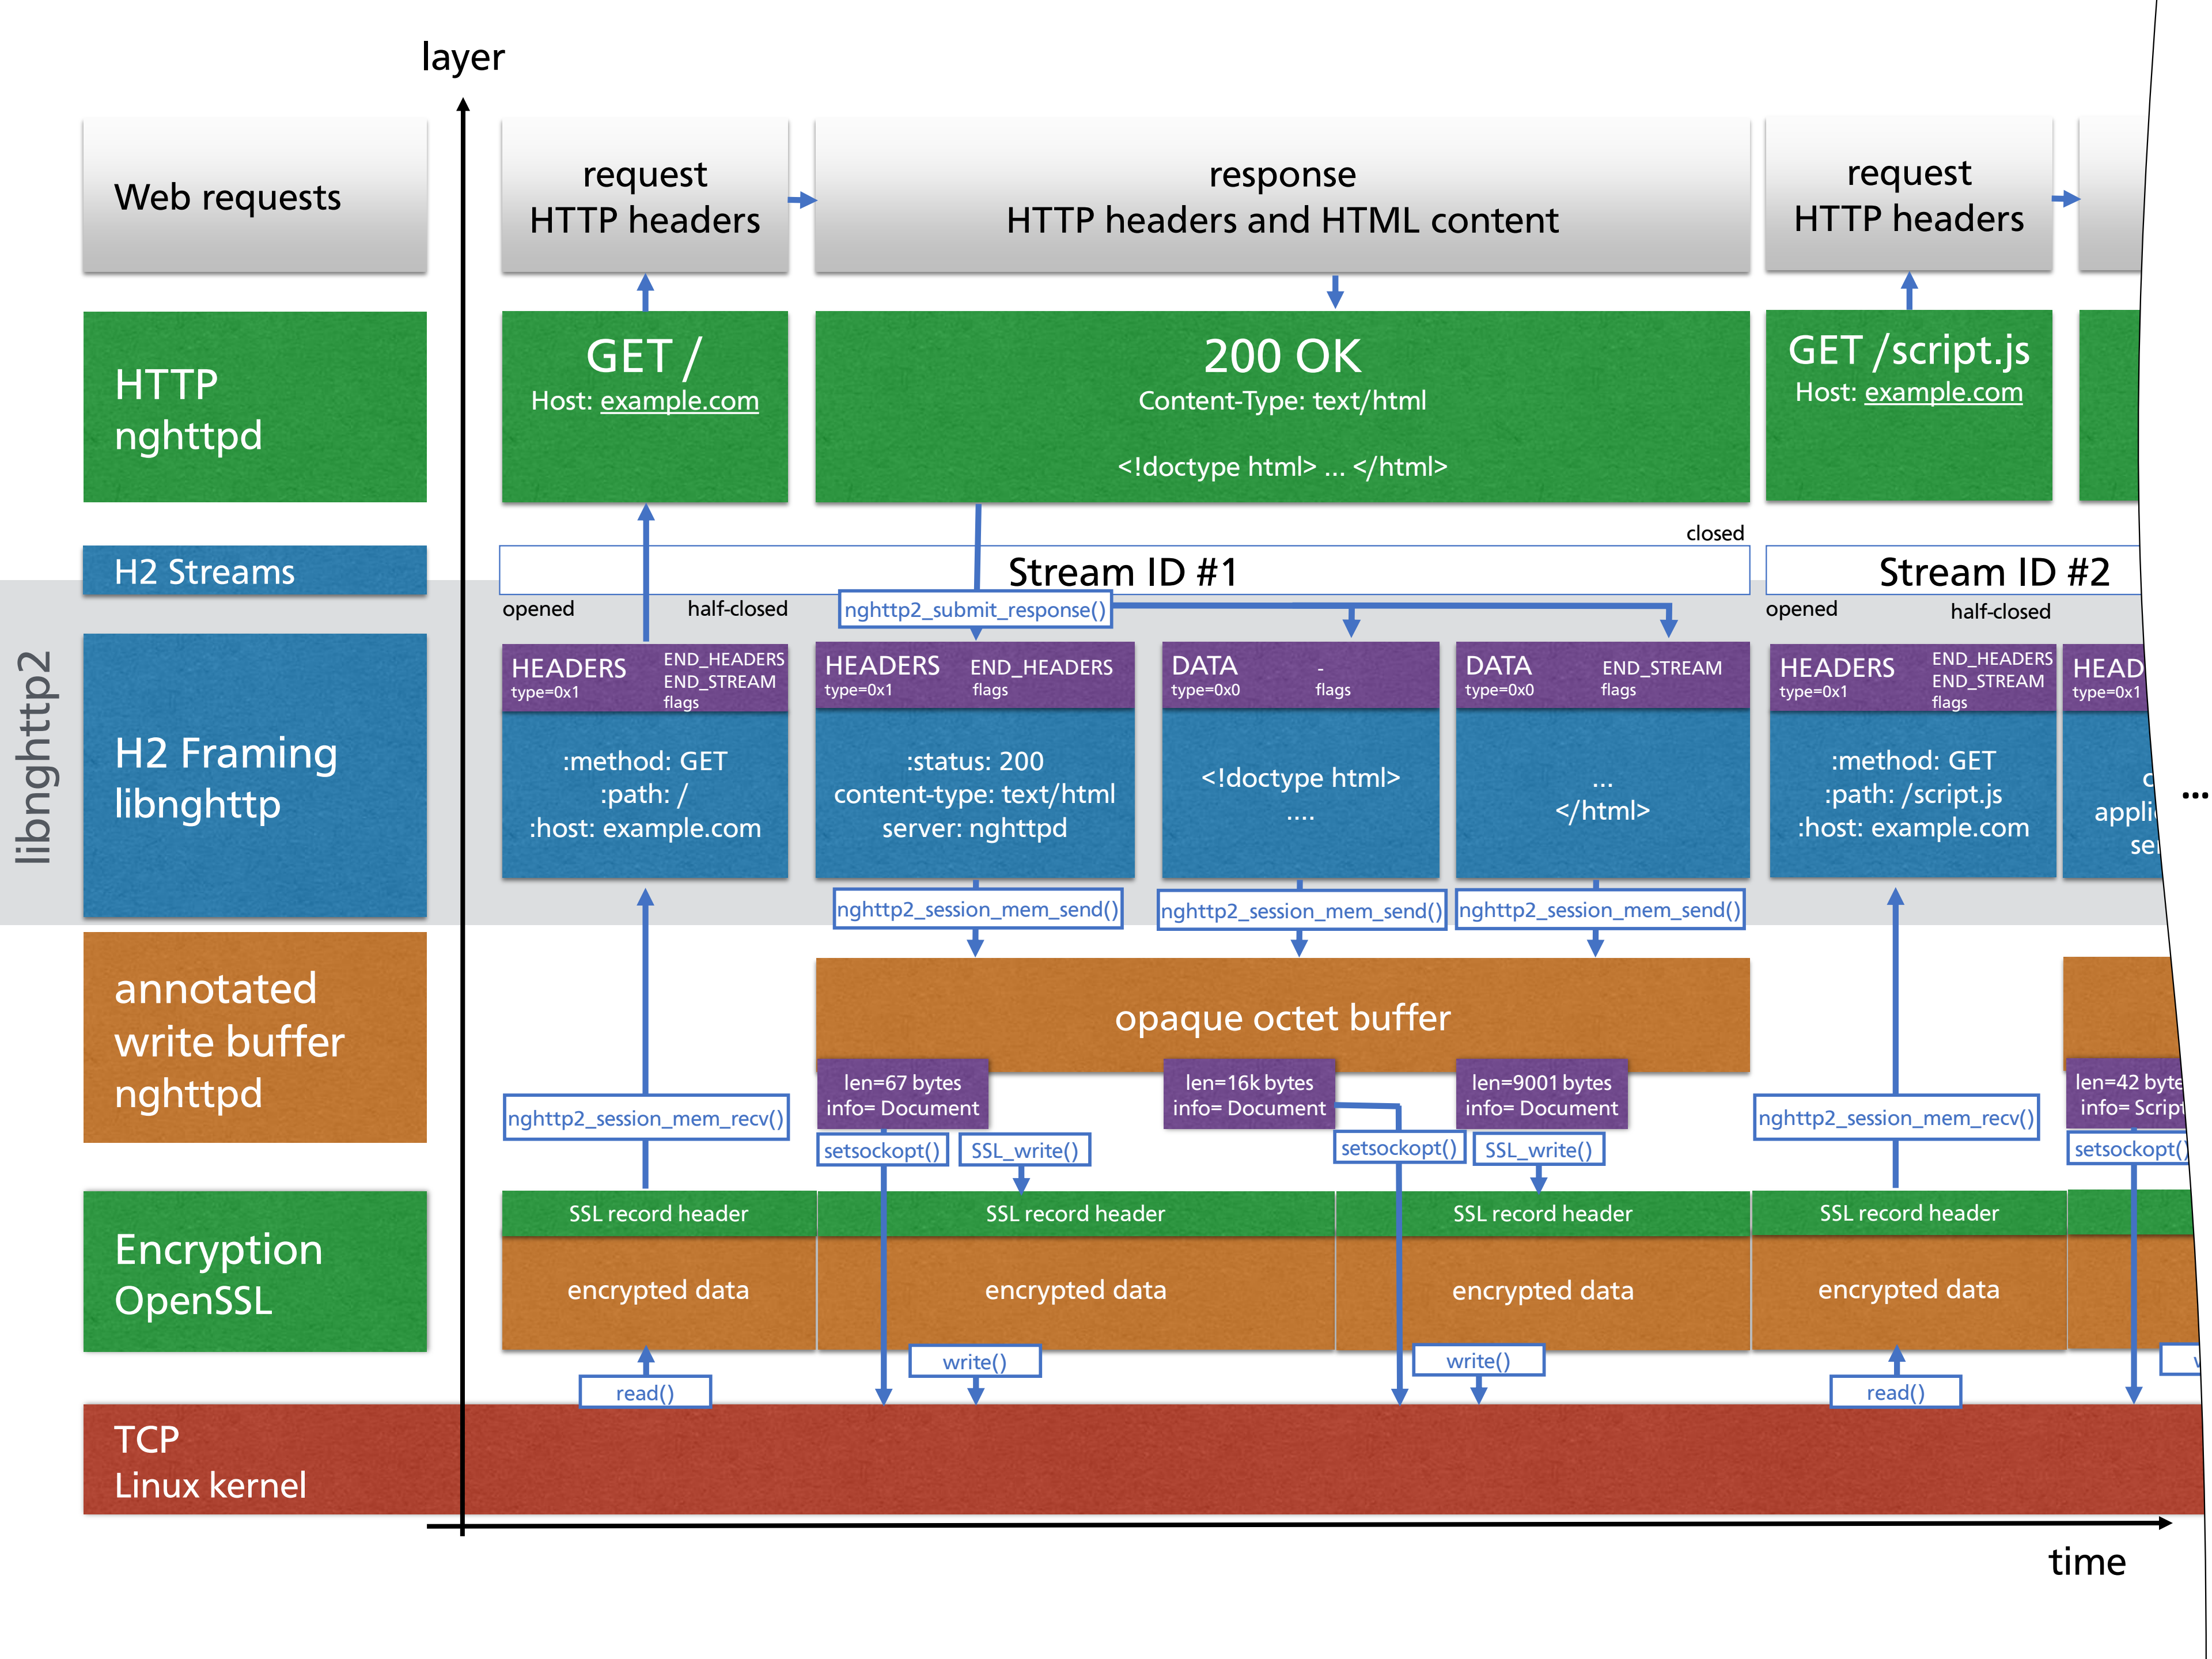 layer
Web requests
request
HTTP headers
response
HTTP headers and HTML content
request
HTTP headers
HTTP
nghttpd
GET /
Host: example.com
200 OK
Content-Type: text/html
<!doctype html> ... </html>
GET /script.js
Host: example.com
closed
H2 Streams
Stream ID #1
Stream ID #2
opened
half-closed
nghttp2_submit_response()
opened
half-closed
libnghttp2
H2 Framing
libnghttp
HEADERS
type=0x1
END_HEADERS
END_STREAM
flags
:method: GET
:path: /
:host: example.com
HEADERS
type=0x1
END_HEADERS
flags
:status: 200
content-type: text/html
server: nghttpd
DATA
type=0x0
-
flags
<!doctype html>
....
DATA
type=0x0
END_STREAM
flags
...
</html>
HEADERS
type=0x1
END_HEADERS
END_STREAM
flags
:method: GET
:path: /script.js
:host: example.com
HEAD
type=0x1
c
appli
se
...
nghttp2_session_mem_send()
nghttp2_session_mem_send()
nghttp2_session_mem_send()
annotated
write buffer
nghttpd
opaque octet buffer
len=67 bytes
info= Document
len=16k bytes
info= Document
len=9001 bytes
info= Document
len=42 byte
info= Script
nghttp2_session_mem_recv()
setsockopt()
SSL_write()
setsockopt()
SSL_write()
nghttp2_session_mem_recv()
setsockopt()
Encryption
OpenSSL
SSL record header
encrypted data
SSL record header
encrypted data
SSL record header
encrypted data
SSL record header
encrypted data
read()
write()
write()
read()
TCP
Linux kernel
time